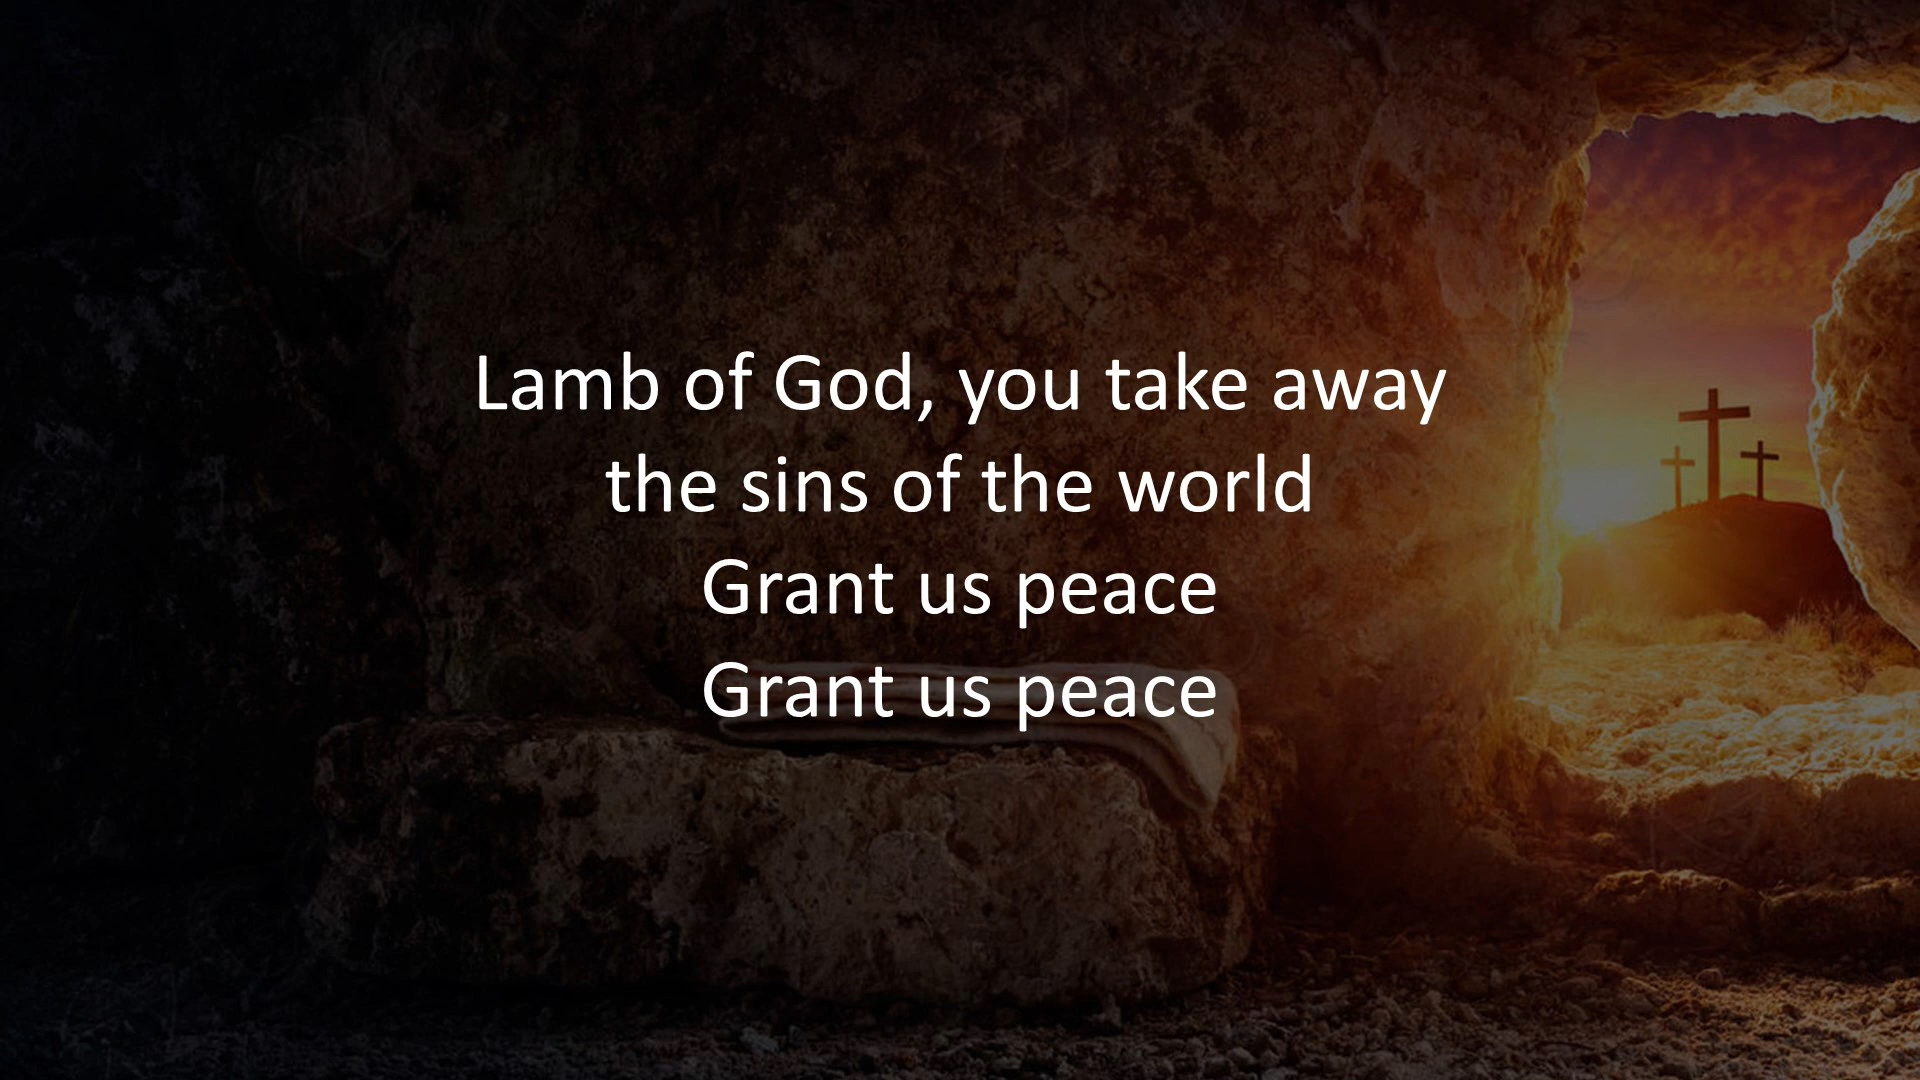 Lamb of God, you take away
the sins of the world
Grant us peace
Grant us peace